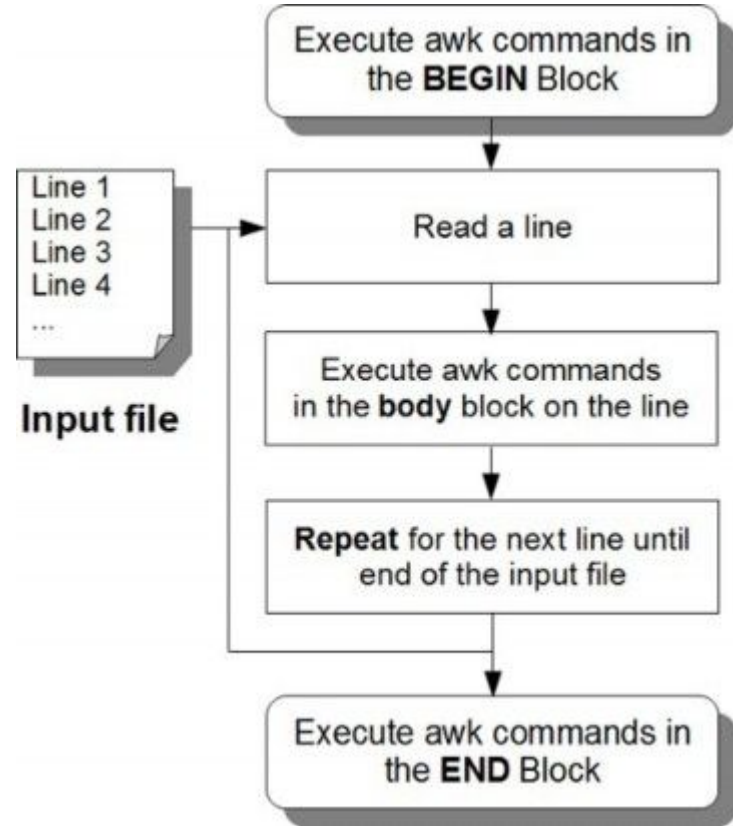 Execute awk commands in
the BEGIN Block
Line 1
Line 2
Line 3
Line 4
...
Input file
Read a line
Execute awk commands
in the body block on the line
Repeat for the next line until
end of the input file
Execute awk commands in
the END Block